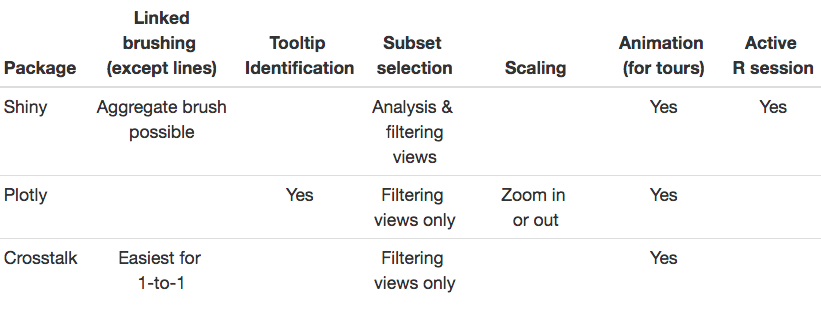 Linked
brushing Tooltip Subset Animation Active
Package (except lines) Identification selection Scaling (for tours) R session
Shiny Aggregate brush Analysis & Yes Yes
possible filtering
views
Plotly Yes Filtering Zoom in Yes
views only or out
Crosstalk Easiest for Filtering Yes
1-to-1 views only